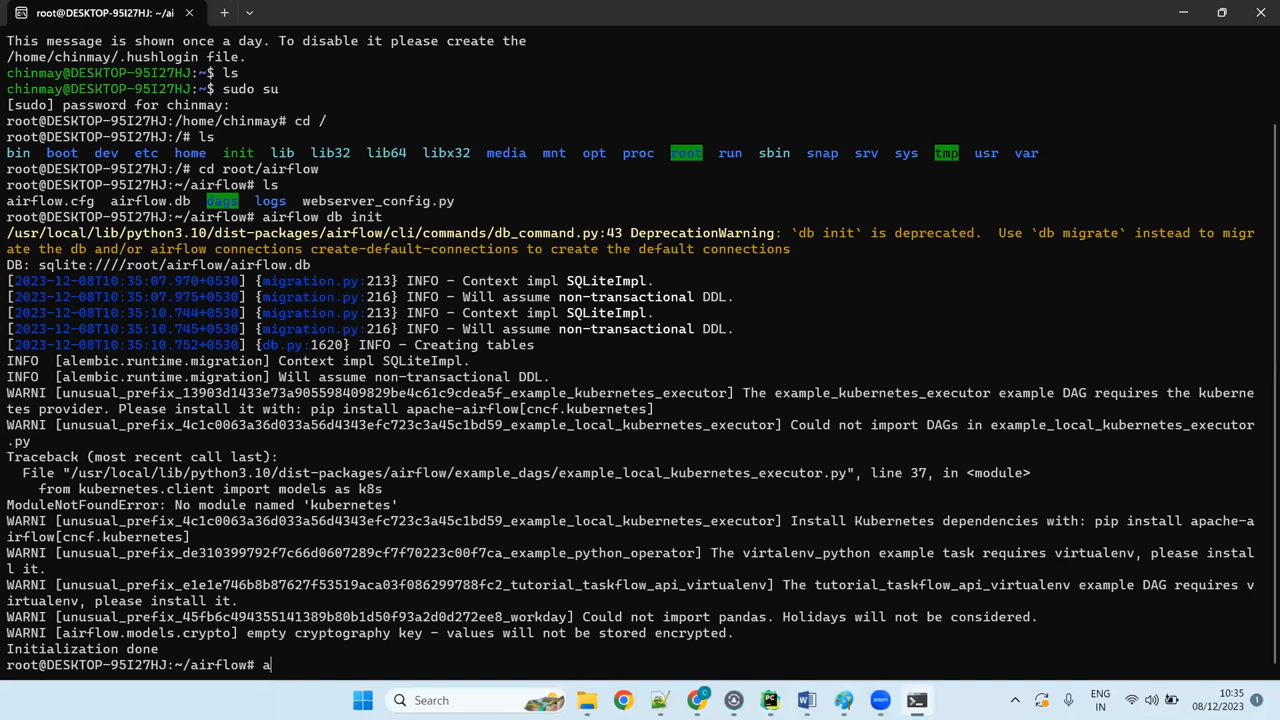 root@DESKTOP-95I27HJ: ~/ai
This message is shown once a day. To disable it please create the
/home/chinmay/.hushlogin file.
chinmay@DESKTOP-95I27HJ:~$ ls
chinmay@DESKTOP-95I27HJ:~$ sudo su
[sudo] password for chinmay:
root@DESKTOP-95I27HJ:/home/chinmay# cd /
root@DESKTOP-95I27HJ:/# ls
bin boot dev etc home init lib lib32 lib64 libx32 media mnt opt proc root run sbin snap srv sys tmp usr var
root@DESKTOP-95I27HJ:/# cd root/airflow
root@DESKTOP-95I27HJ:~/airflow# ls
airflow.cfg airflow.db dags logs webserver_config.py
root@DESKTOP-95I27HJ:~/airflow# airflow db init
/usr/local/lib/python3.10/dist-packages/airflow/cli/commands/db_command.py:43 DeprecationWarning: `db init` is deprecated. Use `db migrate` instead to migr
ate the db and/or airflow connections create-default-connections to create the default connections
DB: sqlite:////root/airflow/airflow.db
[2023-12-08T10:35:07.970+0530] {migration.py:213} INFO - Context impl SQLiteImpl.
[2023-12-08T10:35:07.975+0530] {migration.py:216} INFO - Will assume non-transactional DDL.
[2023-12-08T10:35:10.744+0530] {migration.py:213} INFO - Context impl SQLiteImpl.
[2023-12-08T10:35:10.745+0530] {migration.py:216} INFO - Will assume non-transactional DDL.
[2023-12-08T10:35:10.752+0530] {db.py:1620} INFO - Creating tables
INFO [alembic.runtime.migration] Context impl SQLiteImpl.
INFO [alembic.runtime.migration] Will assume non-transactional DDL.
WARNI [unusual_prefix_13903d1433e73a905598409829be4c61c9cdea5f_example_kubernetes_executor] The example_kubernetes_executor example DAG requires the kuberne
tes provider. Please install it with: pip install apache-airflow[cncf.kubernetes]
WARNI [unusual_prefix_4c1c0063a36d033a56d4343efc723c3a45c1bd59_example_local_kubernetes_executor] Could not import DAGs in example_local_kubernetes_executor
.py
Traceback (most recent call last):
File "/usr/local/lib/python3.10/dist-packages/airflow/example_dags/example_local_kubernetes_executor.py", line 37, in <module>
from kubernetes.client import models as k8s
ModuleNotFoundError: No module named 'kubernetes'
WARNI [unusual_prefix_4c1c0063a36d033a56d4343efc723c3a45c1bd59_example_local_kubernetes_executor] Install Kubernetes dependencies with: pip install apache-a
irflow[cncf.kubernetes]
WARNI [unusual_prefix_de310399792f7c66d0607289cf7f70223c00f7ca_example_python_operator] The virtalenv_python example task requires virtualenv, please instal
l it.
WARNI [unusual_prefix_e1e1e746b8b87627f53519aca03f086299788fc2_tutorial_taskflow_api_virtualenv] The tutorial_taskflow_api_virtualenv example DAG requires v
irtualenv, please install it.
WARNI [unusual_prefix_45fb6c494355141389b80b1d50f93a2d0d272ee8_workday] Could not import pandas. Holidays will not be considered.
WARNI [airflow.models.crypto] empty cryptography key - values will not be stored encrypted.
Initialization done
root@DESKTOP-95I27HJ:~/airflow# a
Search
ENG
IN
10:35
08/12/2023